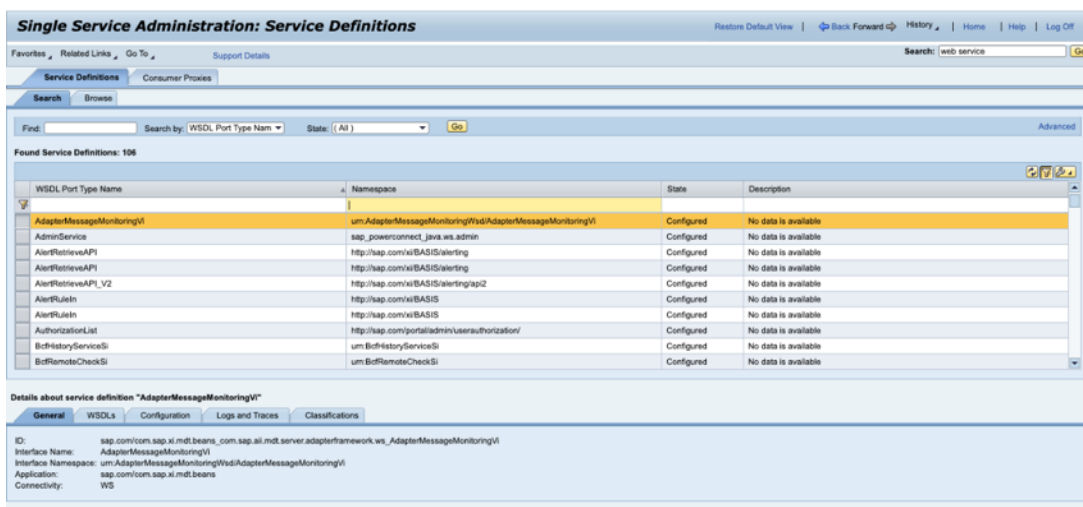 Single Service Administration: Service Definitions
Restore Default View | Back Forward History | Home | Help | Log Off
Favorites Related Links Go To Support Details Search: web service Go
Service Definitions Consumer Proxies
Search Browse
Find: Search by: WSDL Port Type Nam State: ( All ) Go Advanced
Found Service Definitions: 106
WSDL Port Type Name Namespace State Description
AdapterMessageMonitoringVi urn:AdapterMessageMonitoringWsd/AdapterMessageMonitoringVi Configured No data is available
AdminService sap_powerconnect_java.ws.admin Configured No data is available
AlertRetrieveAPI http://sap.com/xi/BASIS/alerting Configured No data is available
AlertRetrieveAPI http://sap.com/xi/BASIS/alerting Configured No data is available
AlertRetrieveAPI_V2 http://sap.com/xi/BASIS/alerting/api2 Configured No data is available
AlertRuleIn http://sap.com/xi/BASIS Configured No data is available
AlertRuleIn http://sap.com/xi/BASIS Configured No data is available
AuthorizationList http://sap.com/portal/admin/userauthorization/ Configured No data is available
BcfHistoryServiceSi urn:BcfHistoryServiceSi Configured No data is available
BcfRemoteCheckSi urn:BcfRemoteCheckSi Configured No data is available
Details about service definition "AdapterMessageMonitoringVi"
General WSDLs Configuration Logs and Traces Classifications
ID: sap.com/com.sap.xi.mdt.beans_com.sap.aii.mdt.server.adapterframework.ws_AdapterMessageMonitoringVi
Interface Name: AdapterMessageMonitoringVi
Interface Namespace: urn:AdapterMessageMonitoringWsd/AdapterMessageMonitoringVi
Application: sap.com/com.sap.xi.mdt.beans
Connectivity: WS